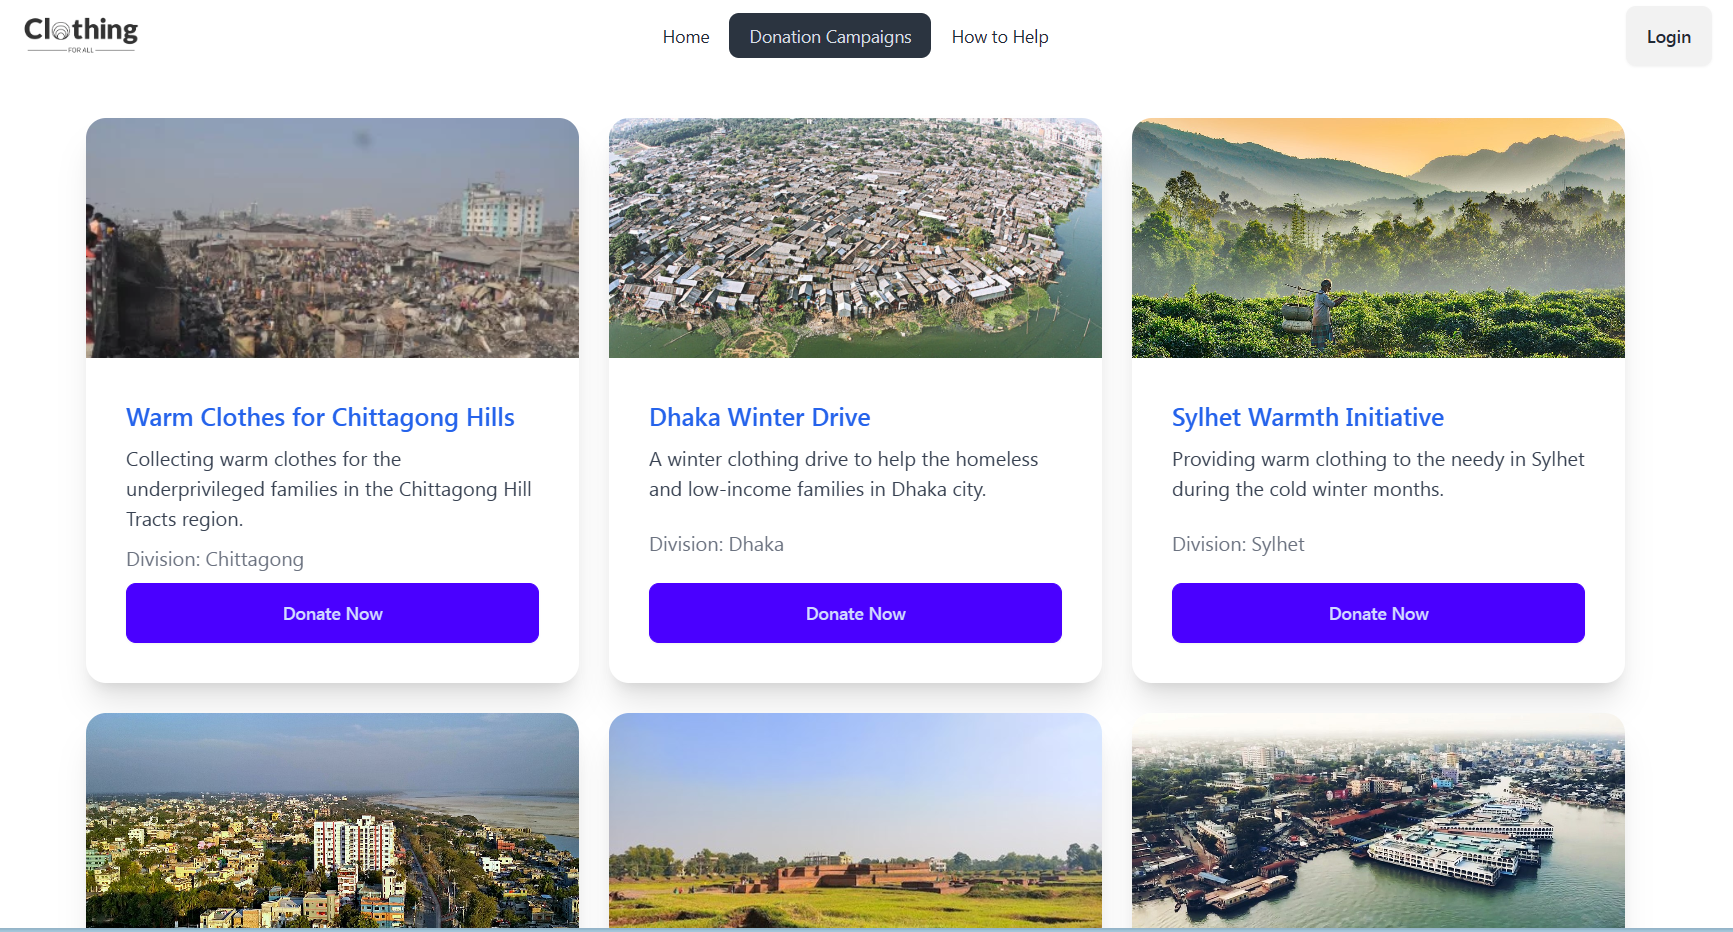 Clothing
FOR ALL
Home
Donation Campaigns
How to Help
Login
Warm Clothes for Chittagong Hills
Collecting warm clothes for the
underprivileged families in the Chittagong Hill
Tracts region.
Division: Chittagong
Donate Now
Dhaka Winter Drive
A winter clothing drive to help the homeless
and low-income families in Dhaka city.
Division: Dhaka
Donate Now
Sylhet Warmth Initiative
Providing warm clothing to the needy in Sylhet
during the cold winter months.
Division: Sylhet
Donate Now